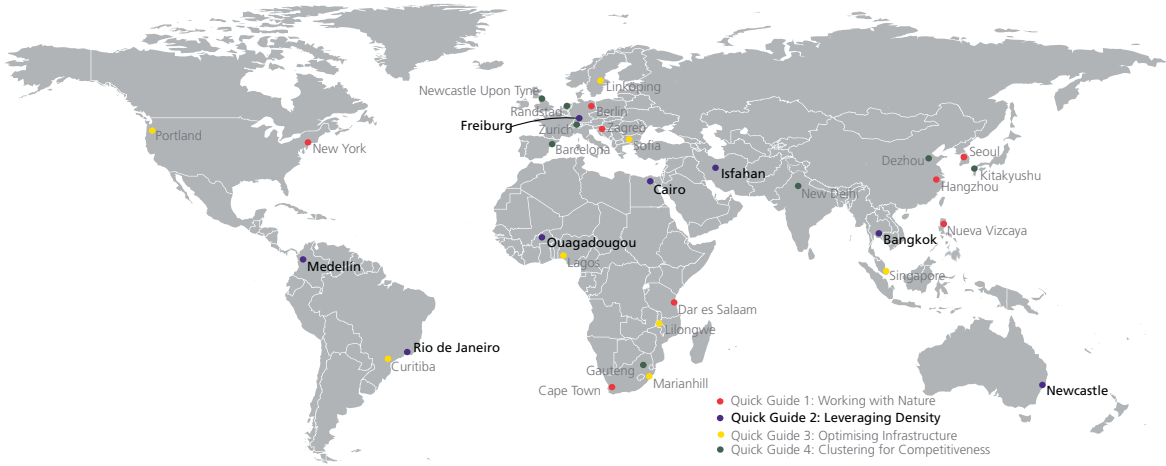 Newcastle Upon Tyne
Linköping
Randstad
Berlin
Freiburg
Zurich
Zagreb
Sofia
Barcelona
Portland
New York
Dezhou
Seoul
Kitakyushu
Hangzhou
Isfahan
Cairo
New Delhi
Nueva Vizcaya
Bangkok
Singapore
Ouagadougou
Lagos
Medellín
Dar es Salaam
Lilongwe
Rio de Janeiro
Curitiba
Gauteng
Marianhill
Cape Town
Newcastle
Quick Guide 1: Working with Nature
Quick Guide 2: Leveraging Density
Quick Guide 3: Optimising Infrastructure
Quick Guide 4: Clustering for Competitiveness